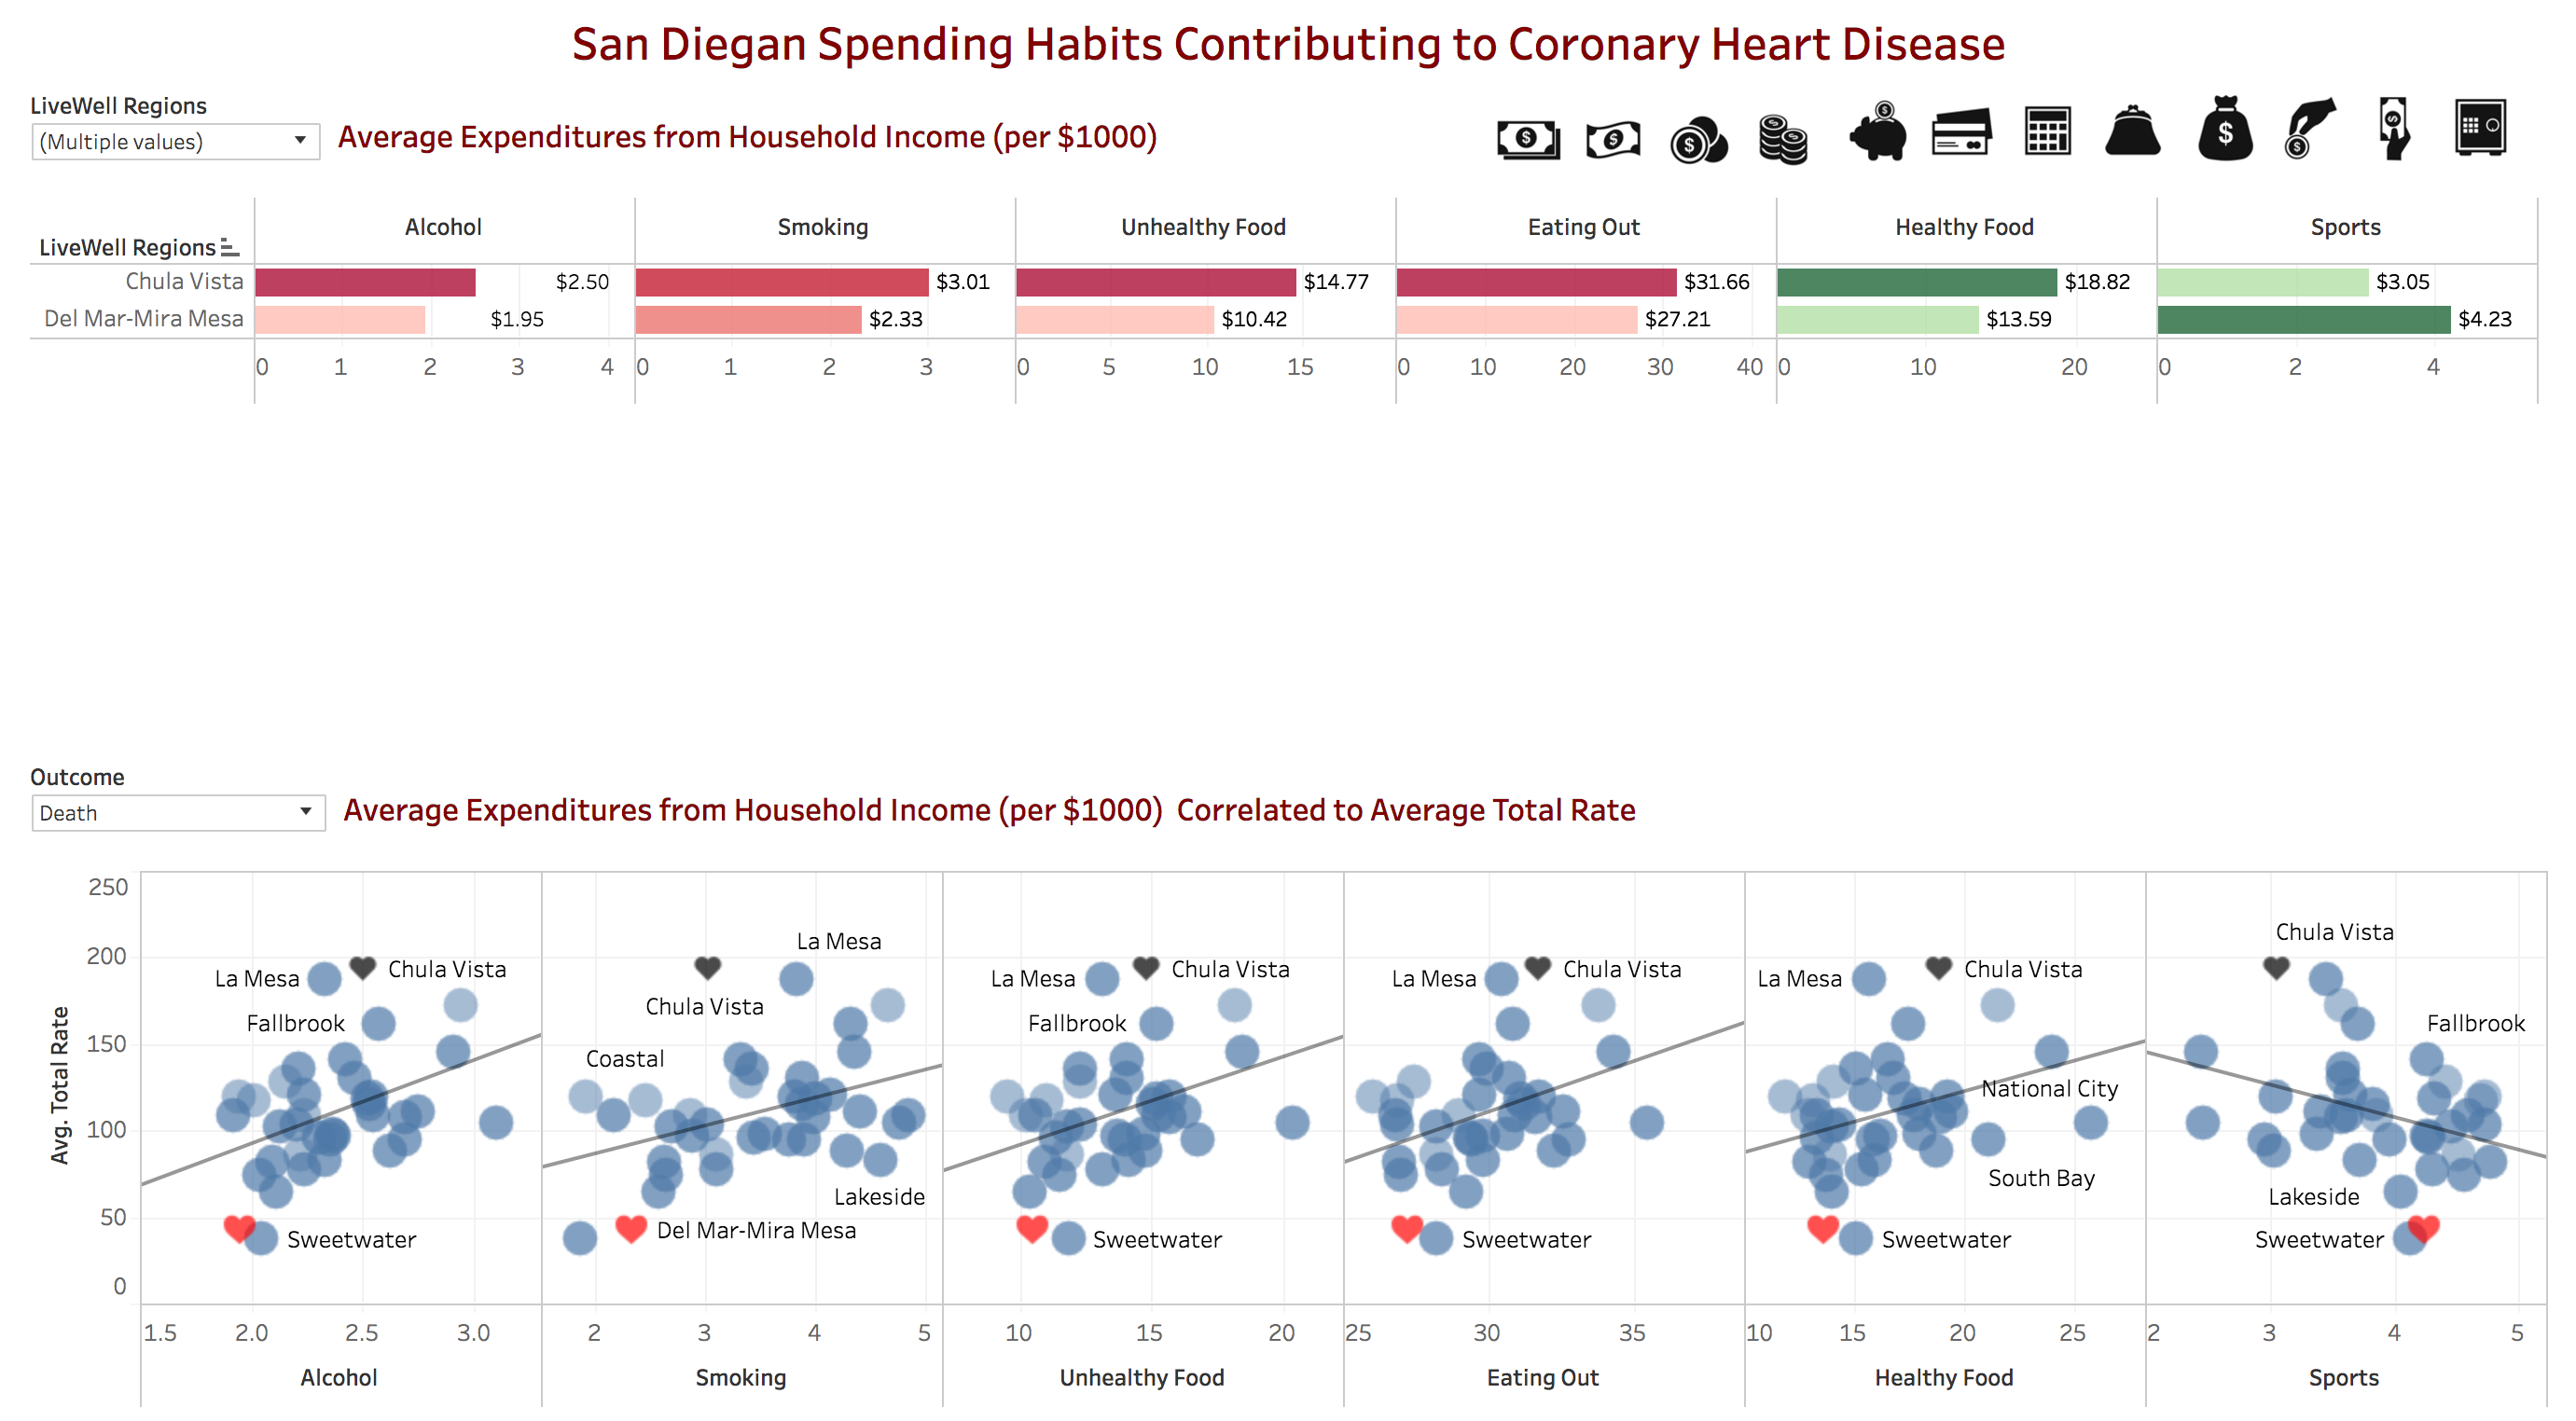 San Diegan Spending Habits Contributing to Coronary Heart Disease
LiveWell Regions
(Multiple values)
Average Expenditures from Household Income (per $1000)
LiveWell Regions
Alcohol
Smoking
Unhealthy Food
Eating Out
Healthy Food
Sports
Chula Vista
$2.50
$3.01
$14.77
$31.66
$18.82
$3.05
Del Mar-Mira Mesa
$1.95
$2.33
$10.42
$27.21
$13.59
$4.23
0 1 2 3 4
0 1 2 3
0 5 10 15
0 10 20 30 40
0 10 20
0 2 4
Outcome
Death
Average Expenditures from Household Income (per $1000) Correlated to Average Total Rate
Avg. Total Rate
250
200
150
100
50
0
La Mesa
Chula Vista
Fallbrook
Sweetwater
1.5 2.0 2.5 3.0
Alcohol
La Mesa
Chula Vista
Coastal
Lakeside
Del Mar-Mira Mesa
2 3 4 5
Smoking
La Mesa
Chula Vista
Fallbrook
Sweetwater
10 15 20
Unhealthy Food
La Mesa
Chula Vista
Sweetwater
25 30 35
Eating Out
La Mesa
Chula Vista
National City
South Bay
Sweetwater
10 15 20 25
Healthy Food
Chula Vista
Fallbrook
Lakeside
Sweetwater
2 3 4 5
Sports